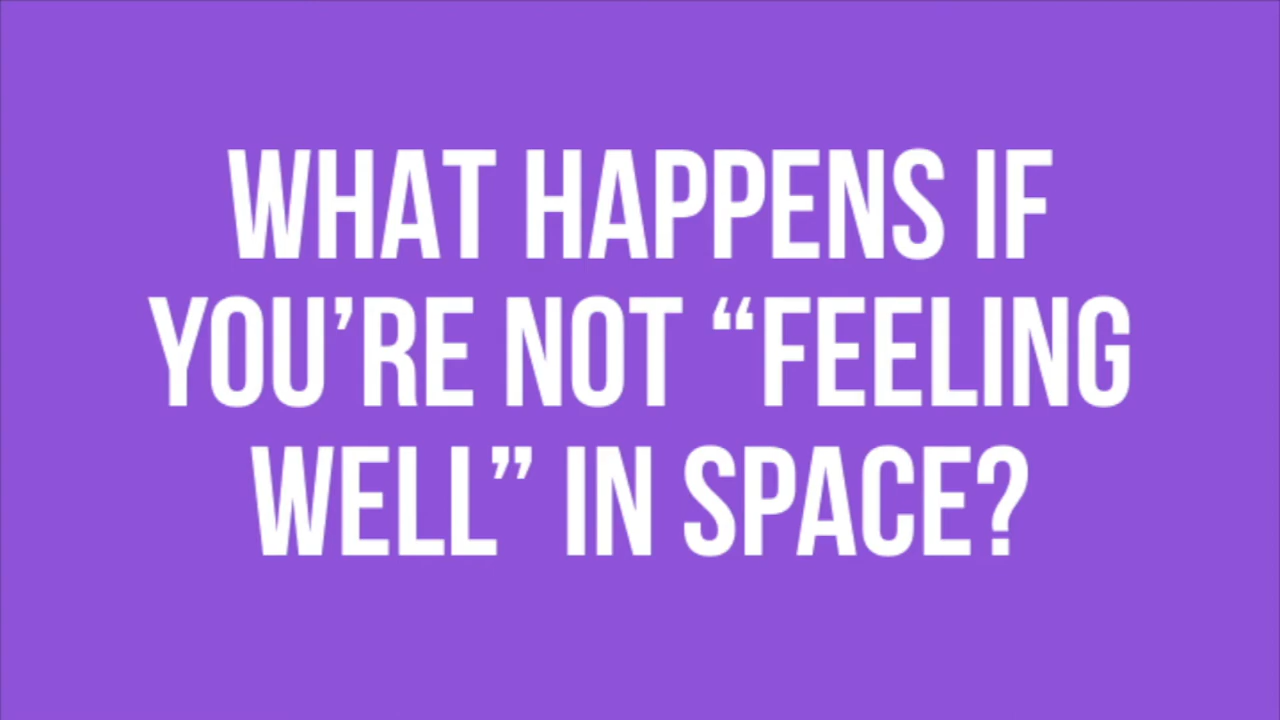 WHAT HAPPENS IF
YOU’RE NOT “FEELING
WELL” IN SPACE?